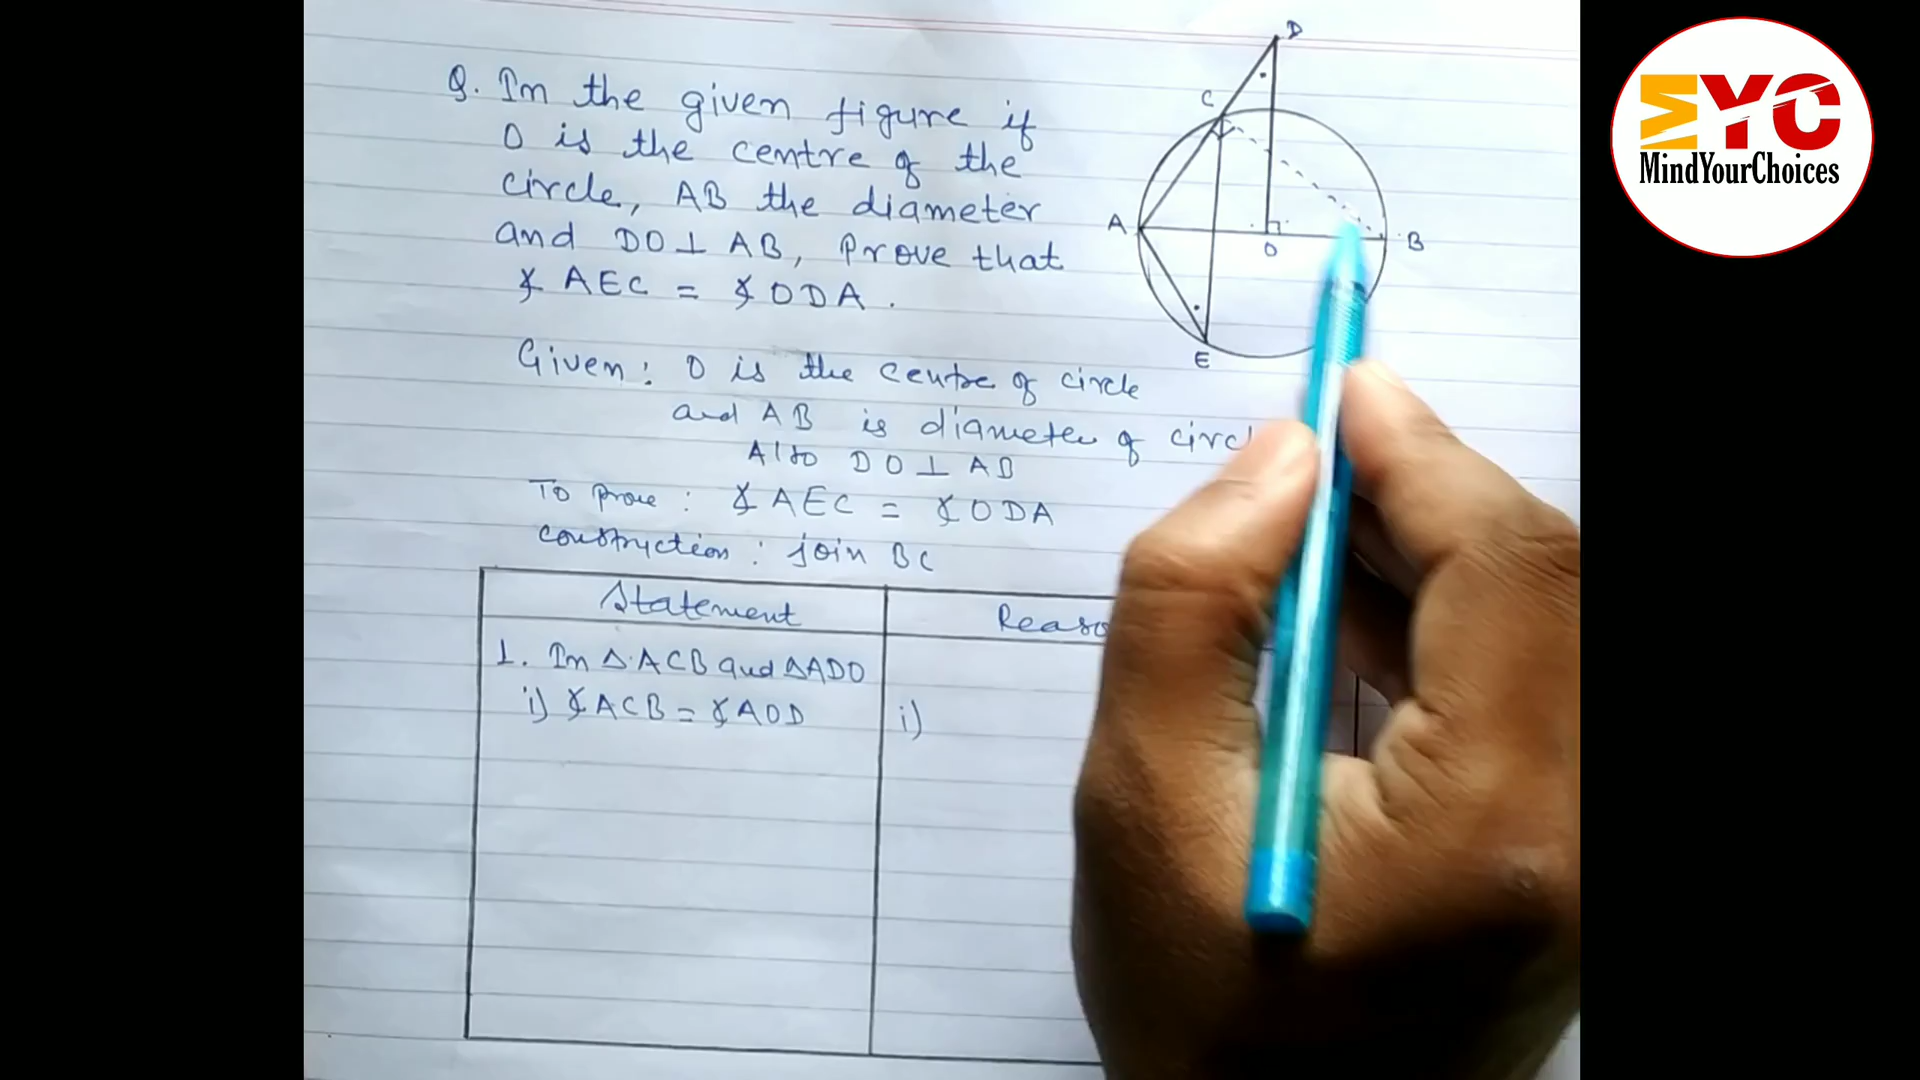 Q. In the given figure if
O is the centre of the
circle, AB the diameter
and DO ⊥ AB, Prove that
∡ AEC = ∡ ODA.
Given: O is the centre of circle
and AB is diameter of circl
Also DO ⊥ AB
To prove: ∡ AEC = ∡ ODA
construction: join BC
Statement
Reaso
1. In △ ACB and △ADO
i) ∡ ACB = ∡ AOD
i)
D
C
A
O
B
E
MYC
MindYourChoices